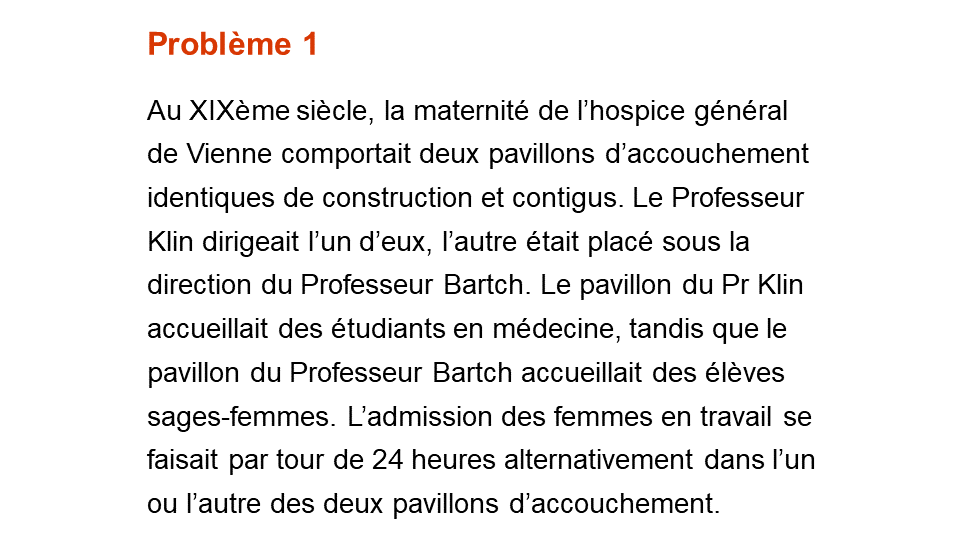 Problème 1
Au XIXème siècle, la maternité de l’hospice général
de Vienne comportait deux pavillons d’accouchement
identiques de construction et contigus. Le Professeur
Klin dirigeait l’un d’eux, l’autre était placé sous la
direction du Professeur Bartch. Le pavillon du Pr Klin
accueillait des étudiants en médecine, tandis que le
pavillon du Professeur Bartch accueillait des élèves
sages-femmes. L’admission des femmes en travail se
faisait par tour de 24 heures alternativement dans l’un
ou l’autre des deux pavillons d’accouchement.